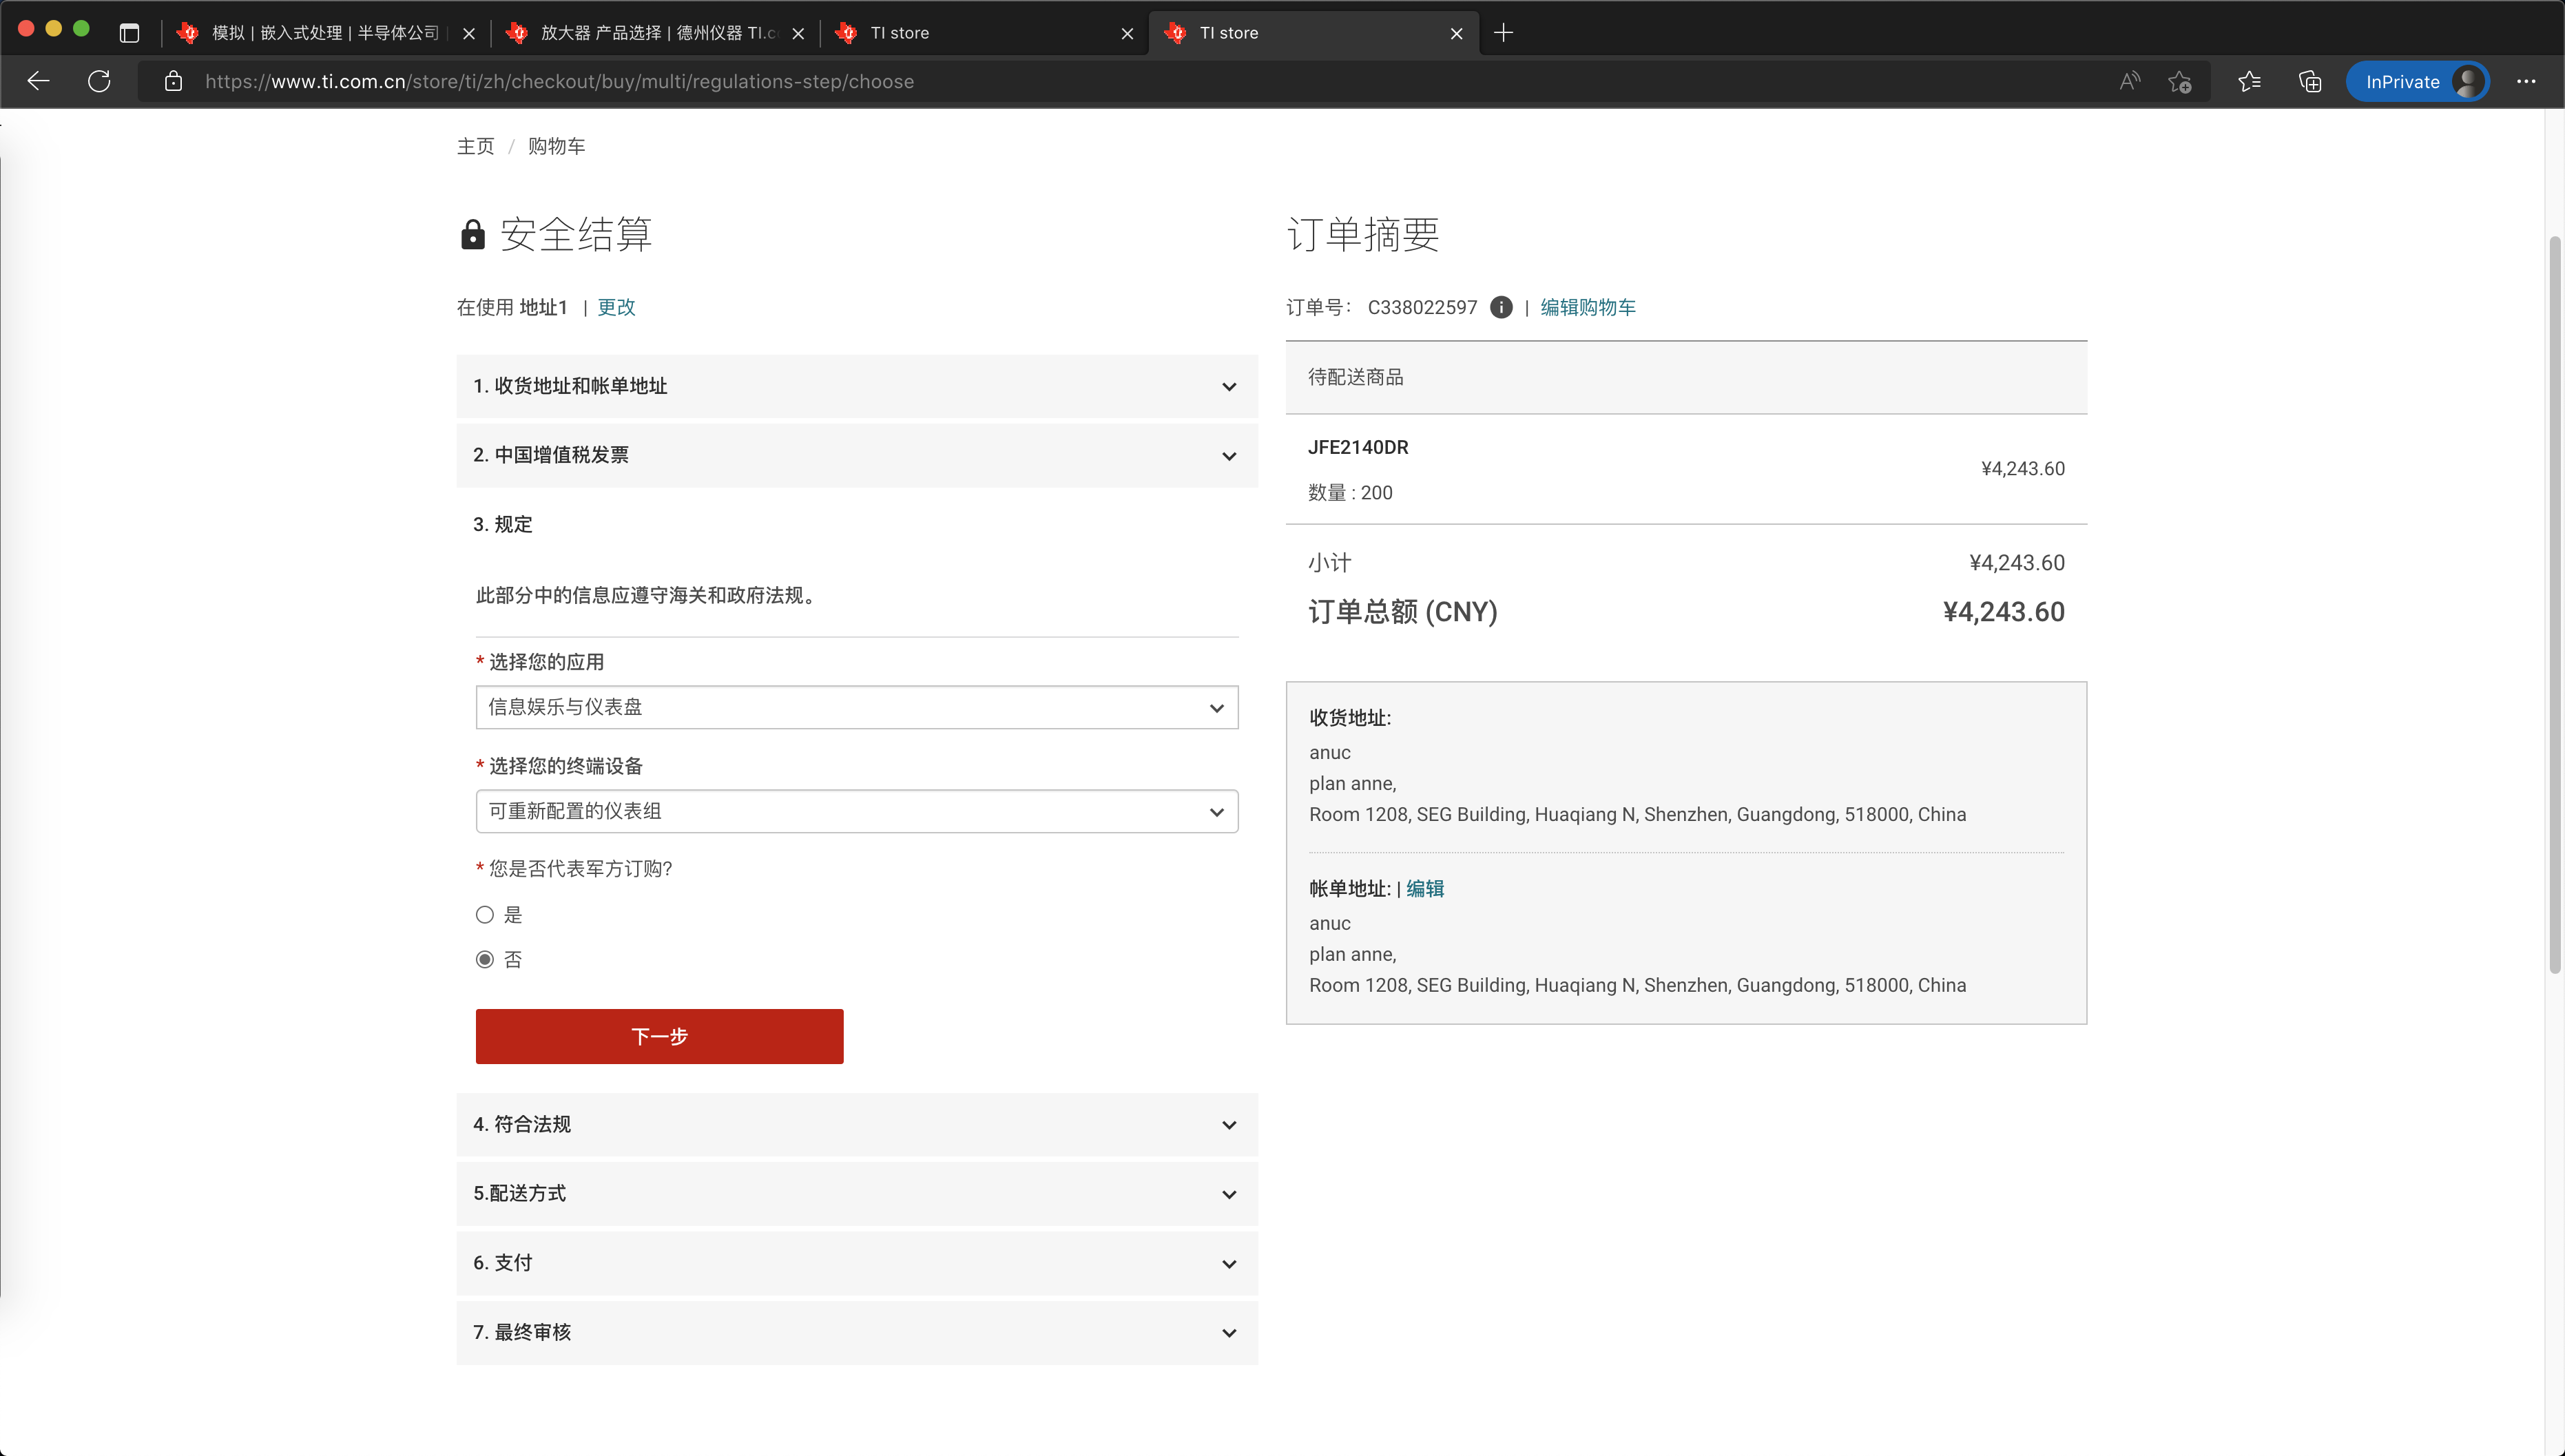 模拟 | 嵌入式处理 | 半导体公司 |
放大器 产品选择 | 德州仪器 TI.c
TI store
TI store
https://www.ti.com.cn/store/ti/zh/checkout/buy/multi/regulations-step/choose
InPrivate
主页 / 购物车
安全结算
在使用 地址1 | 更改
1. 收货地址和帐单地址
2. 中国增值税发票
3. 规定
此部分中的信息应遵守海关和政府法规。
* 选择您的应用
信息娱乐与仪表盘
* 选择您的终端设备
可重新配置的仪表组
* 您是否代表军方订购?
是
否
下一步
4. 符合法规
5.配送方式
6. 支付
7. 最终审核
订单摘要
订单号: C338022597 | 编辑购物车
待配送商品
JFE2140DR
¥4,243.60
数量 : 200
小计 ¥4,243.60
订单总额 (CNY) ¥4,243.60
收货地址:
anuc
plan anne,
Room 1208, SEG Building, Huaqiang N, Shenzhen, Guangdong, 518000, China
帐单地址: | 编辑
anuc
plan anne,
Room 1208, SEG Building, Huaqiang N, Shenzhen, Guangdong, 518000, China